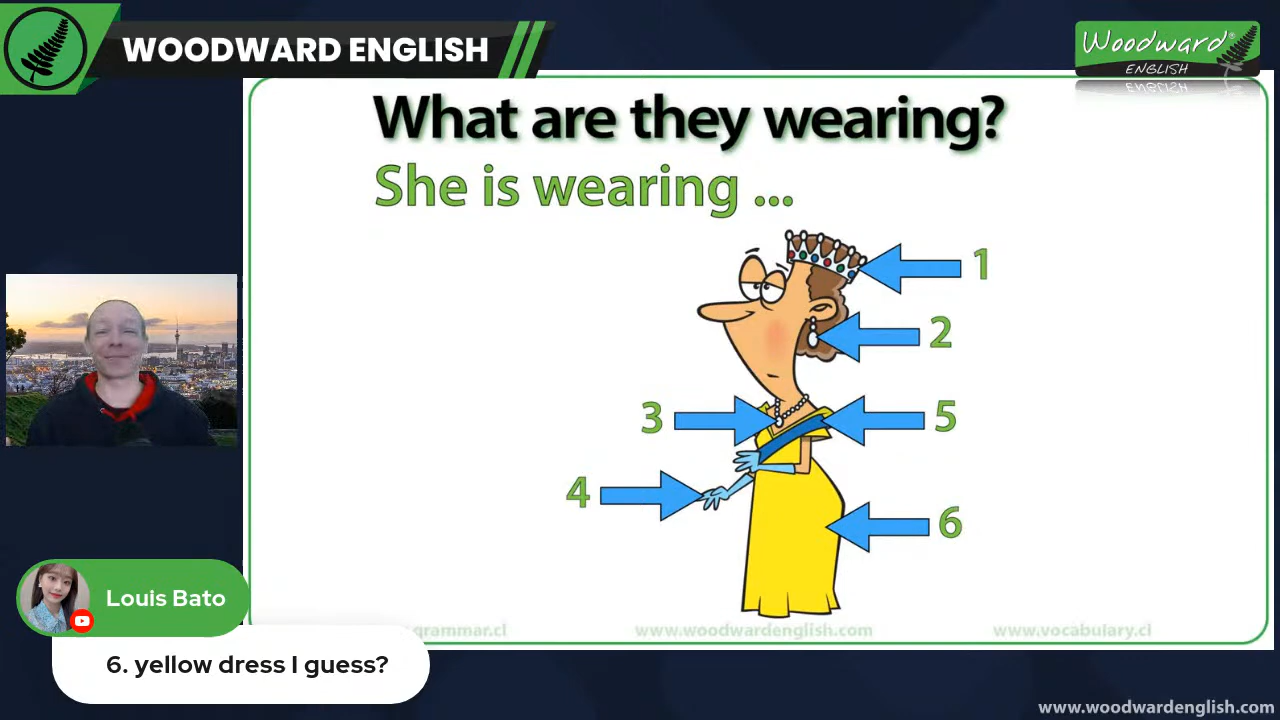 WOODWARD ENGLISH
Woodward®
ENGLISH
What are they wearing?
She is wearing ...
1
2
3
5
4
6
Louis Bato
6. yellow dress I guess?
grammar.cl
www.woodwardenglish.com
www.vocabulary.cl
www.woodwardenglish.com